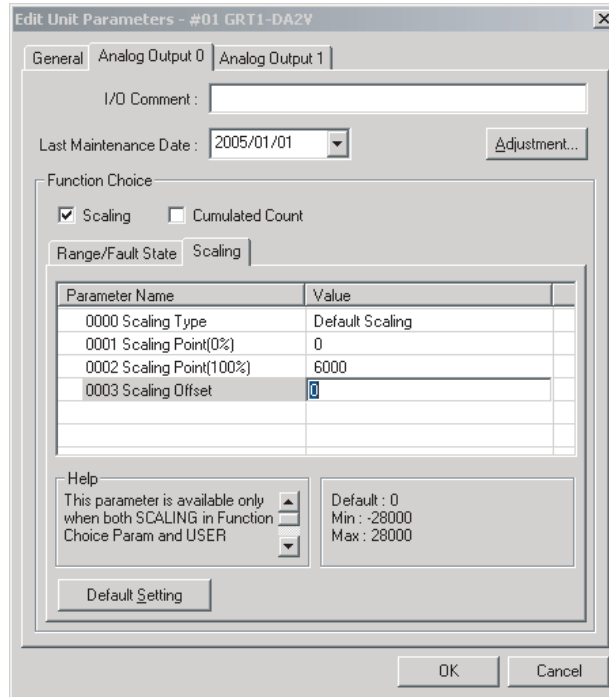 Edit Unit Parameters - #01 GRT1-DA2V
General Analog Output 0 Analog Output 1
I/O Comment :
Last Maintenance Date : 2005/01/01 Adjustment...
Function Choice
Scaling Cumulated Count
Range/Fault State Scaling
Parameter Name Value
0000 Scaling Type Default Scaling
0001 Scaling Point(0%) 0
0002 Scaling Point(100%) 6000
0003 Scaling Offset 0
Help
This parameter is available only
when both SCALING in Function
Choice Param and USER
Default : 0
Min : -28000
Max : 28000
Default Setting
OK Cancel